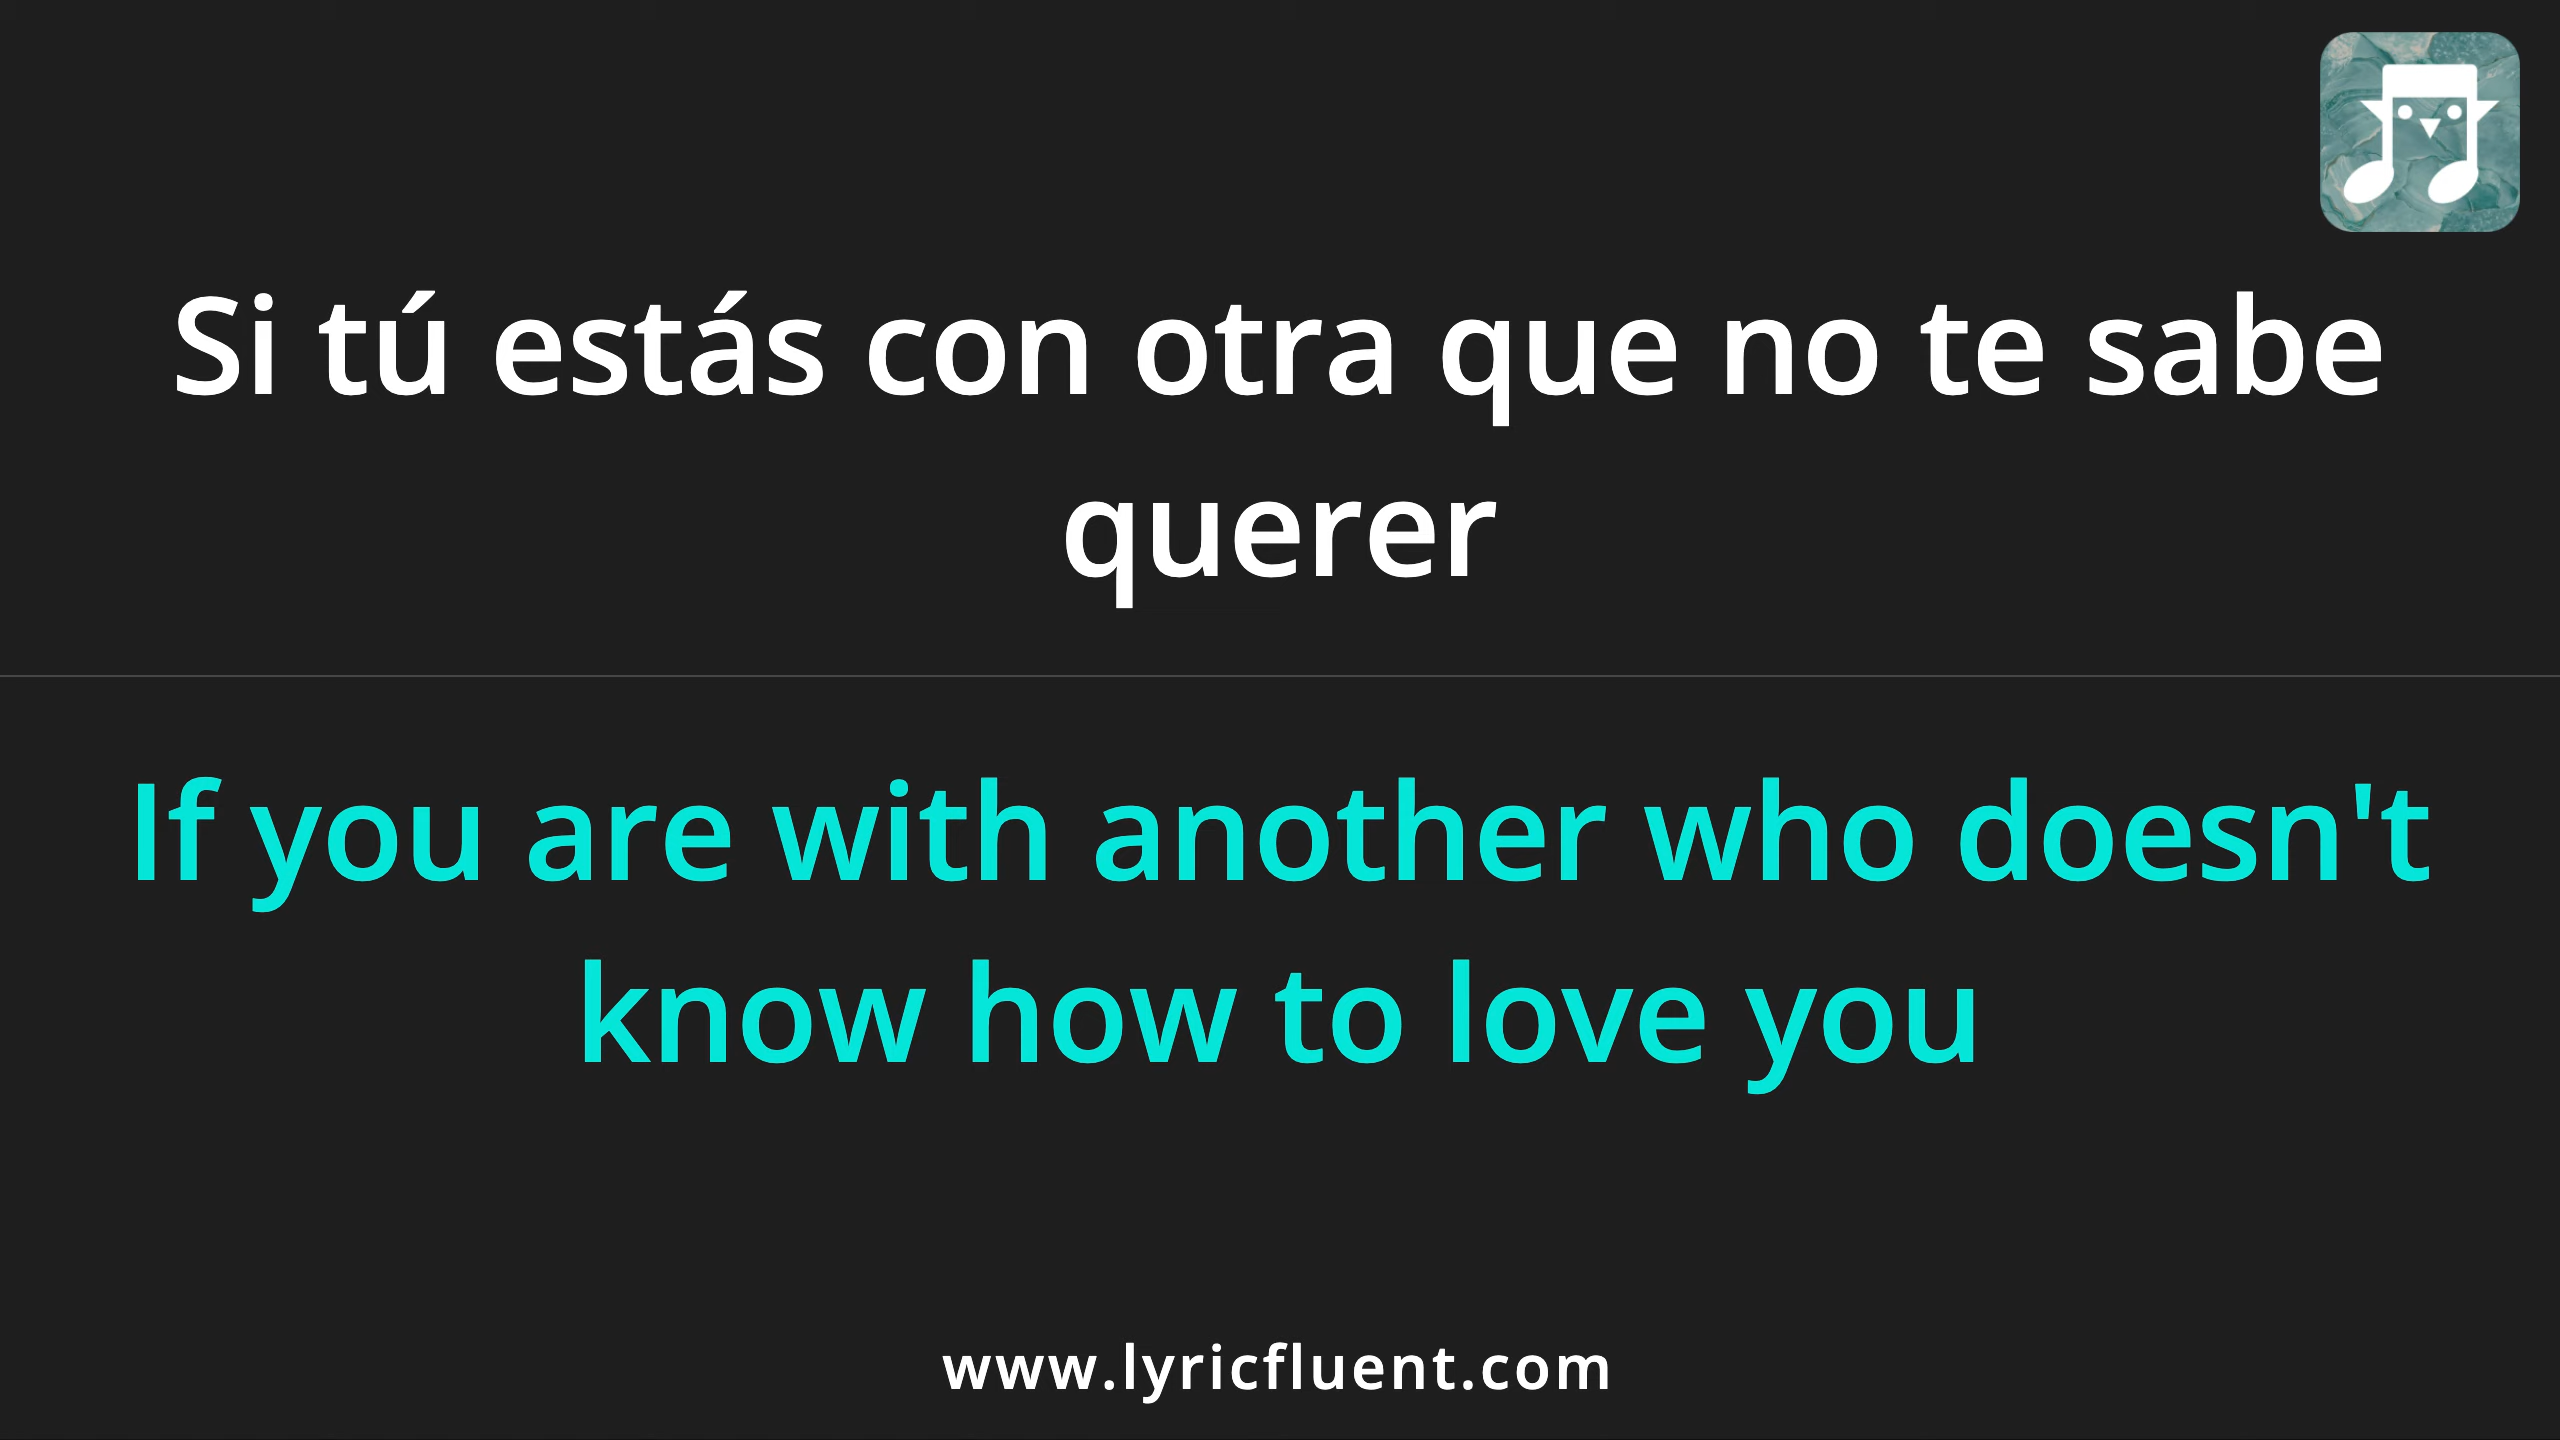 Si tú estás con otra que no te sabe
querer
If you are with another who doesn't
know how to love you
www.lyricfluent.com